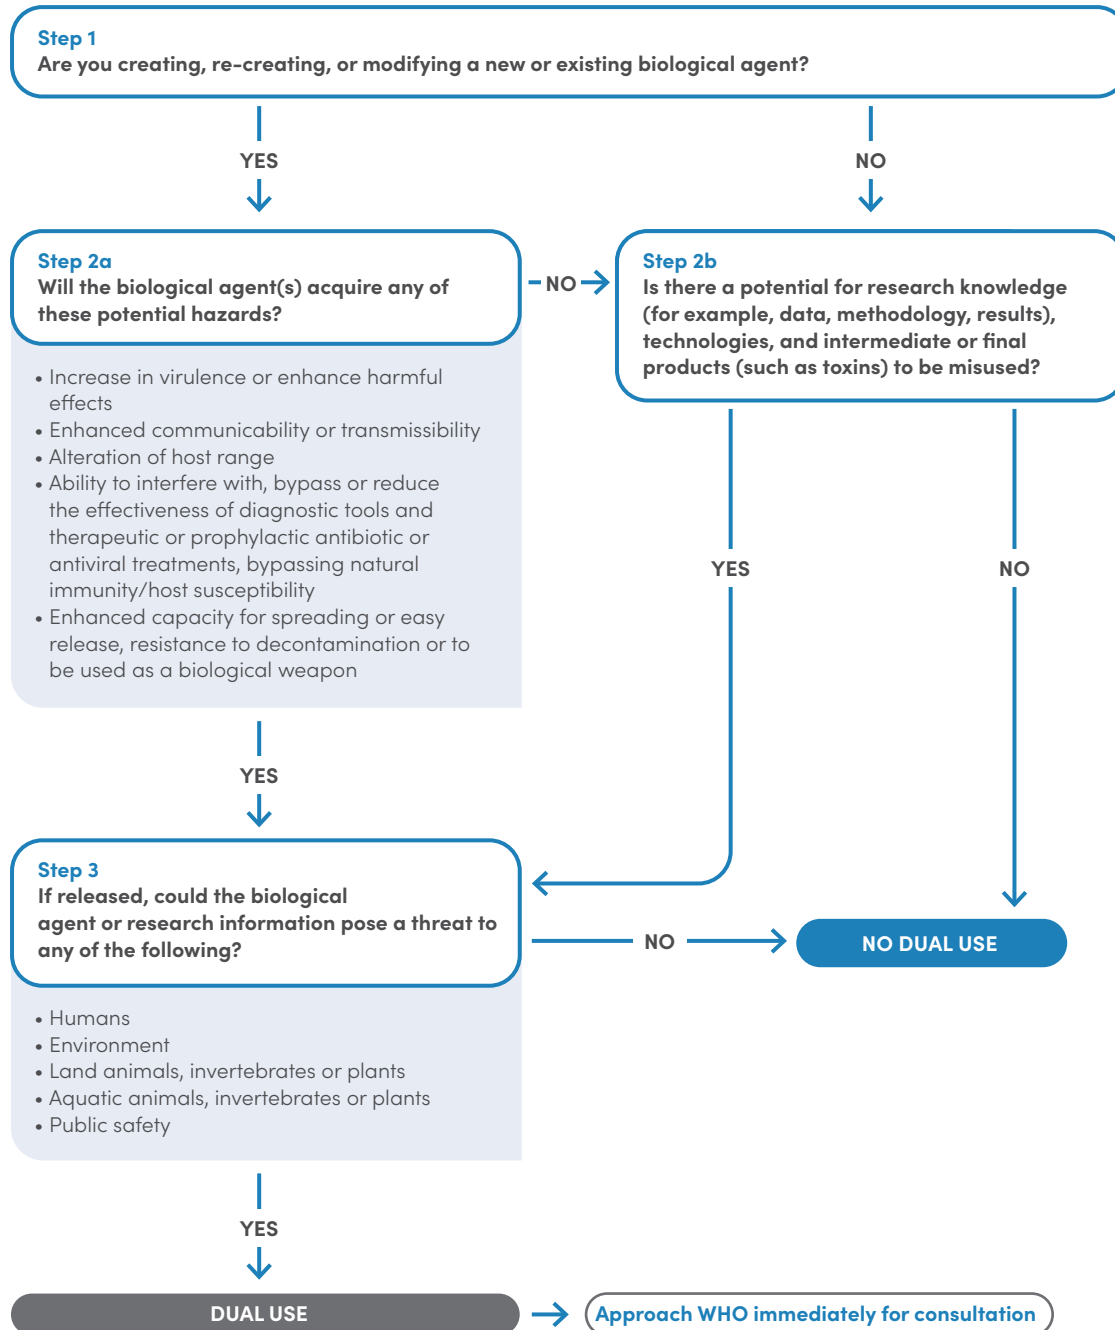 Step 1
Are you creating, re-creating, or modifying a new or existing biological agent?
YES
NO
Step 2a
Will the biological agent(s) acquire any of
these potential hazards?
NO
Step 2b
Is there a potential for research knowledge
(for example, data, methodology, results),
technologies, and intermediate or final
products (such as toxins) to be misused?
• Increase in virulence or enhance harmful
effects
• Enhanced communicability or transmissibility
• Alteration of host range
• Ability to interfere with, bypass or reduce
the effectiveness of diagnostic tools and
therapeutic or prophylactic antibiotic or
antiviral treatments, bypassing natural
immunity/host susceptibility
• Enhanced capacity for spreading or easy
release, resistance to decontamination or to
be used as a biological weapon
YES
NO
YES
Step 3
If released, could the biological
agent or research information pose a threat to
any of the following?
NO
NO DUAL USE
• Humans
• Environment
• Land animals, invertebrates or plants
• Aquatic animals, invertebrates or plants
• Public safety
YES
DUAL USE
Approach WHO immediately for consultation